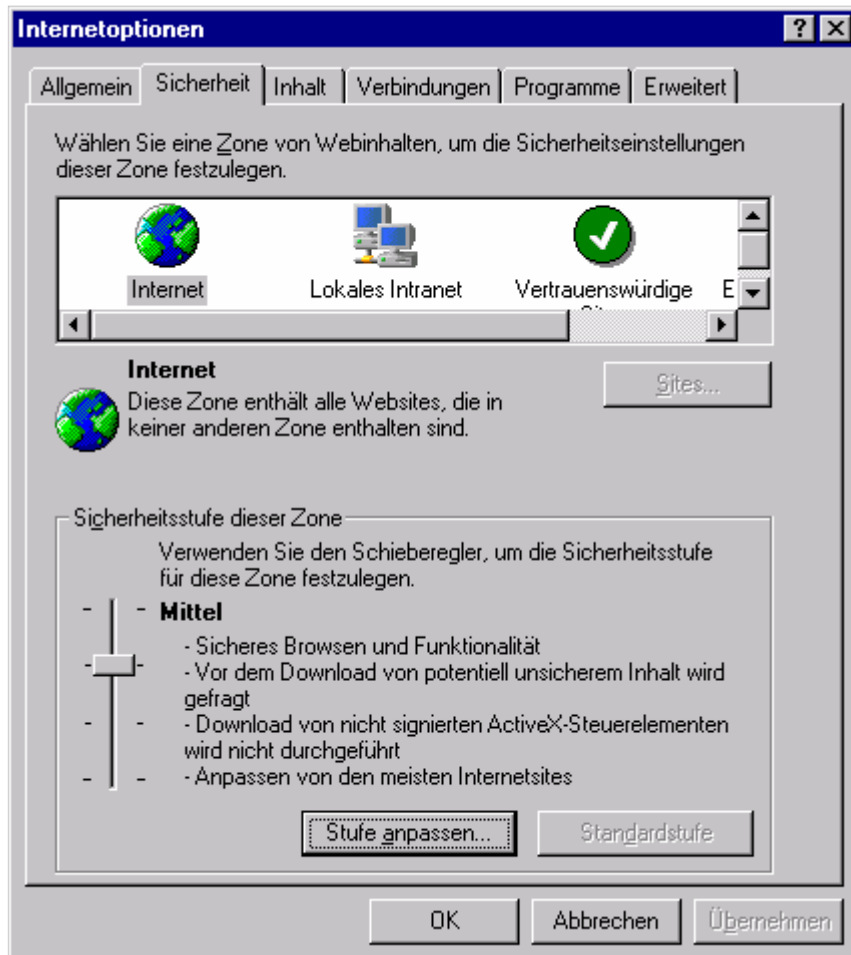 Internetoptionen
Allgemein Sicherheit Inhalt Verbindungen Programme Erweitert
Wählen Sie eine Zone von Webinhalten, um die Sicherheitseinstellungen
dieser Zone festzulegen.
Internet Lokales Intranet Vertrauenswürdige E
Internet
Sites...
Diese Zone enthält alle Websites, die in
keiner anderen Zone enthalten sind.
Sicherheitsstufe dieser Zone
Verwenden Sie den Schieberegler, um die Sicherheitsstufe
für diese Zone festzulegen.
Mittel
- Sicheres Browsen und Funktionalität
- Vor dem Download von potentiell unsicherem Inhalt wird
gefragt
- Download von nicht signierten ActiveX-Steuerelementen
wird nicht durchgeführt
- Anpassen von den meisten Internetsites
Stufe anpassen... Standardstufe
OK Abbrechen Übernehmen